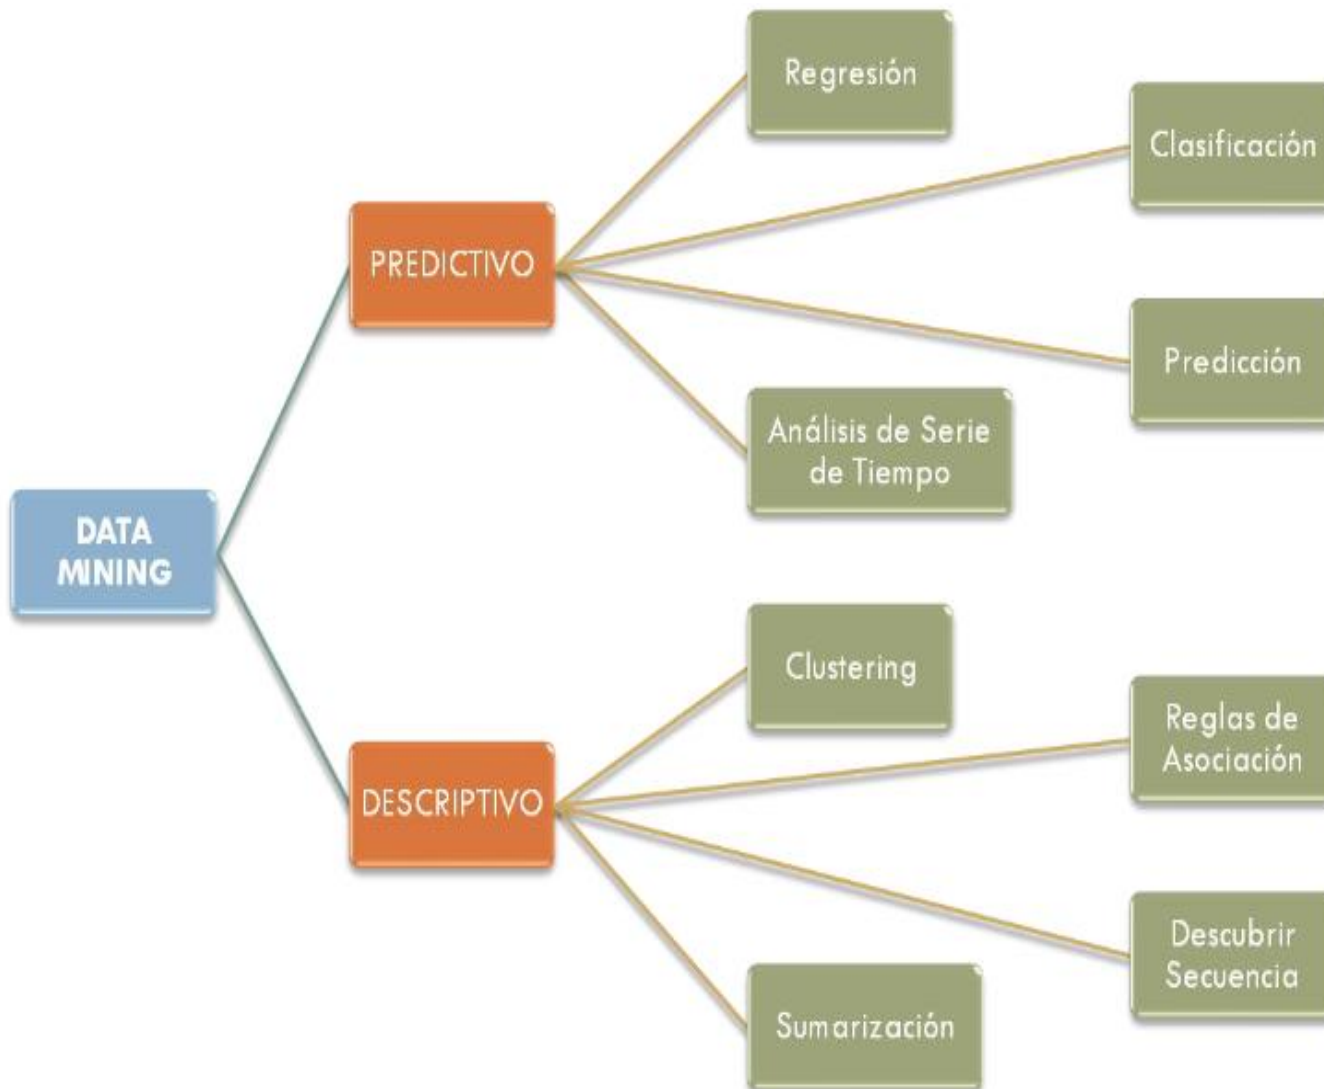 Regresión
Clasificación
PREDICTIVO
Predicción
Análisis de Serie
de Tiempo
DATA
MINING
Clustering
Reglas de
Asociación
DESCRIPTIVO
Descubrir
Secuencia
Sumarización